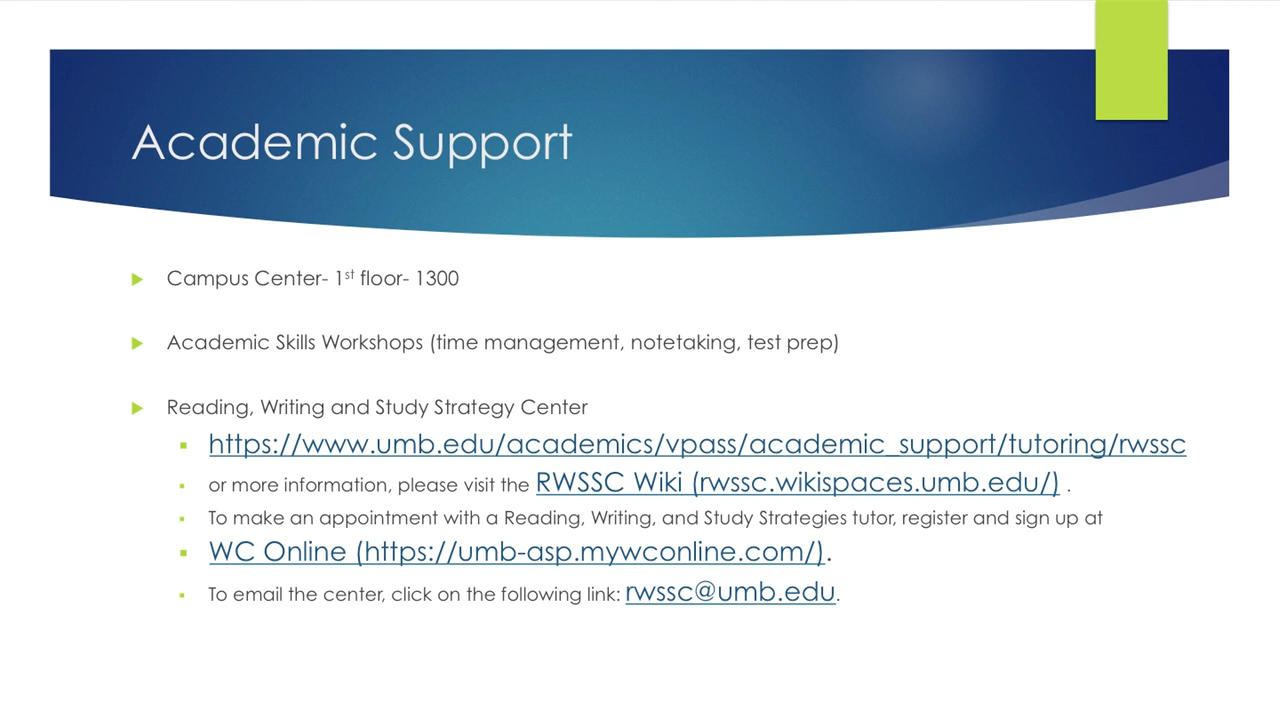 Academic Support
Campus Center- 1st floor- 1300
Academic Skills Workshops (time management, notetaking, test prep)
Reading, Writing and Study Strategy Center
https://www.umb.edu/academics/vpass/academic_support/tutoring/rwssc
or more information, please visit the RWSSC Wiki (rwssc.wikispaces.umb.edu/) .
To make an appointment with a Reading, Writing, and Study Strategies tutor, register and sign up at
WC Online (https://umb-asp.mywconline.com/).
To email the center, click on the following link: rwssc@umb.edu.